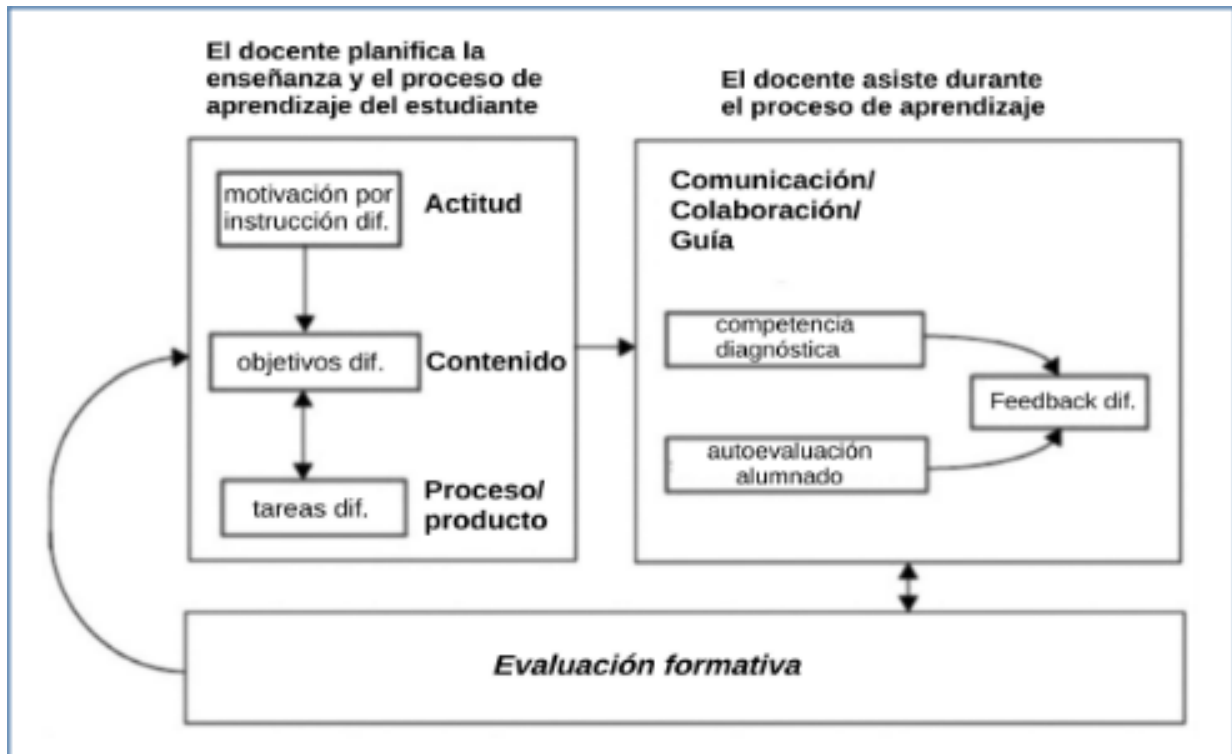 El docente planifica la
enseñanza y el proceso de
aprendizaje del estudiante
motivación por
instrucción dif.
Actitud
objetivos dif.
Contenido
tareas dif.
Proceso/
producto
El docente asiste durante
el proceso de aprendizaje
Comunicación/
Colaboración/
Guía
competencia
diagnóstica
Feedback dif.
autoevaluación
alumnado
Evaluación formativa